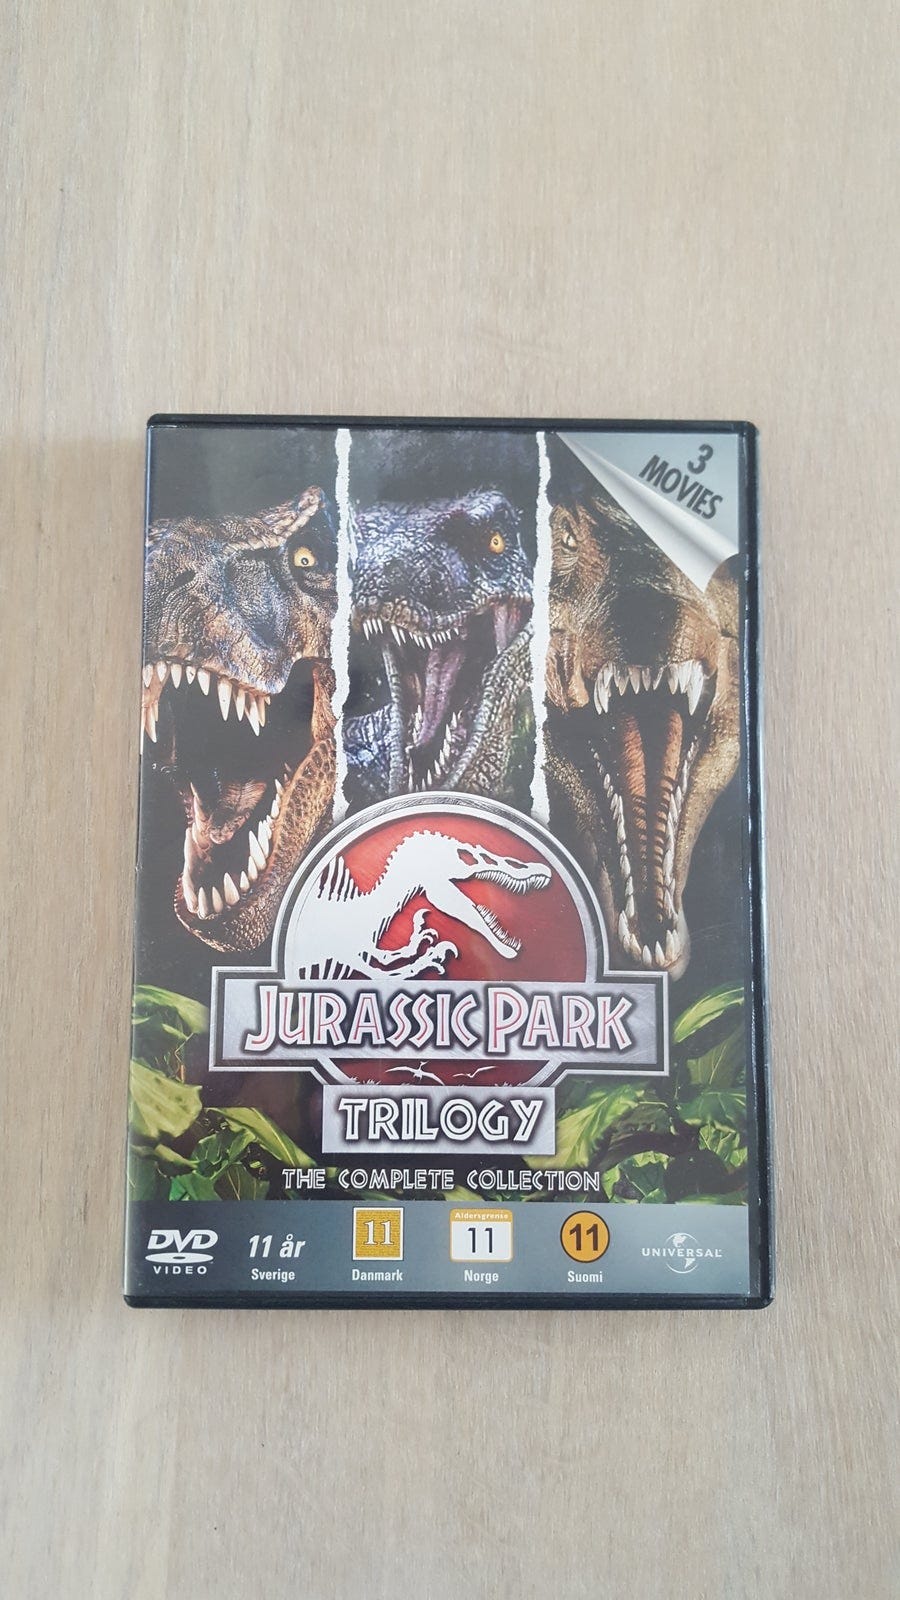 3
MOVIES
JURASSIC PARK
TRILOGY
THE COMPLETE COLLECTION
DVD
VIDEO
11 år
Sverige
11
Danmark
Aldersgrense
11
Norge
11
Suomi
UNIVERSAL